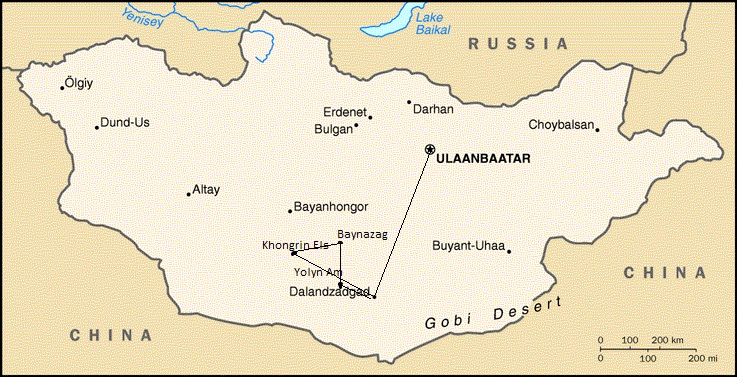 Yenisey
Lake
Baikal
RUSSIA
Ölgiy
Dund-Us
Erdenet
Bulgan
Darhan
Choybalsan
ULAANBAATAR
Altay
Bayanhongor
Baynazag
Khongrin Els
Buyant-Uhaa
Yolyn Am
Dalandzadgad
CHINA
Gobi Desert
CHINA
0 100 200 km
0 100 200 mi